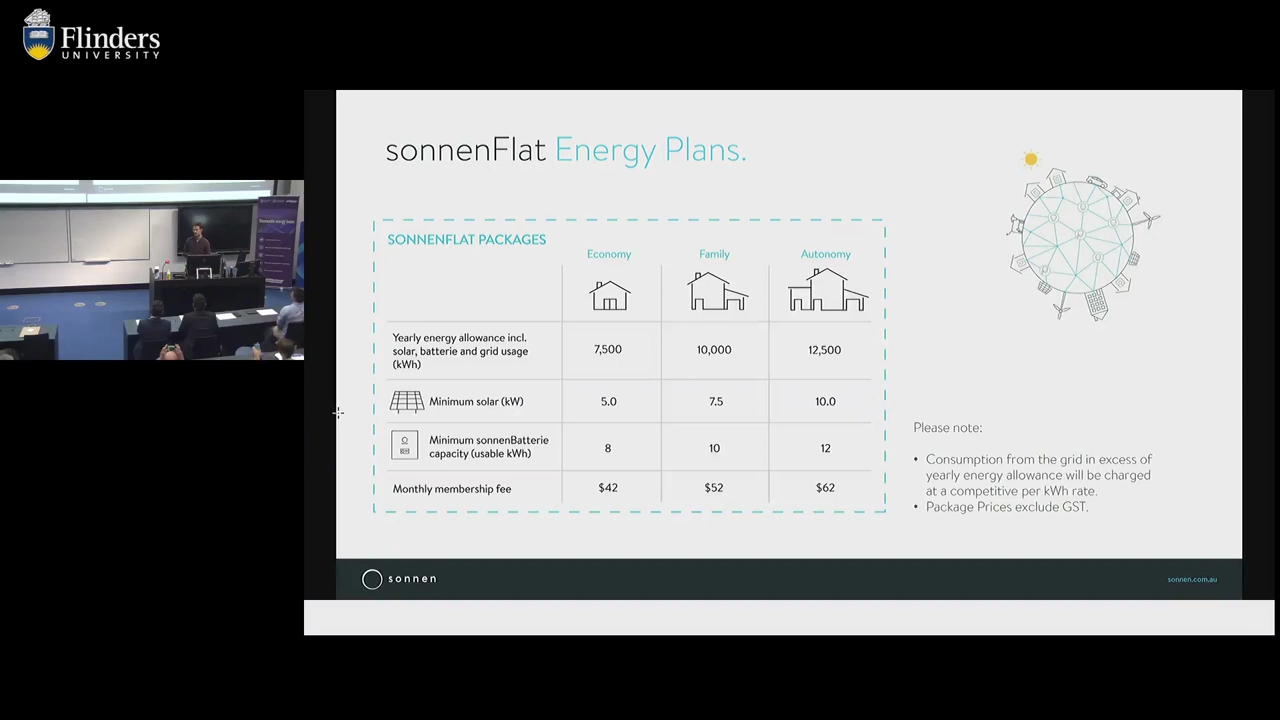 Flinders
UNIVERSITY
sonnenFlat Energy Plans.
SONNENFLAT PACKAGES
Economy Family Autonomy
Yearly energy allowance incl.
solar, batterie and grid usage
(kWh)
7,500 10,000 12,500
Minimum solar (kW) 5.0 7.5 10.0
Minimum sonnenBatterie
capacity (usable kWh)
8 10 12
Monthly membership fee $42 $52 $62
Please note:
• Consumption from the grid in excess of
yearly energy allowance will be charged
at a competitive per kWh rate.
• Package Prices exclude GST.
sonnen
sonnen.com.au